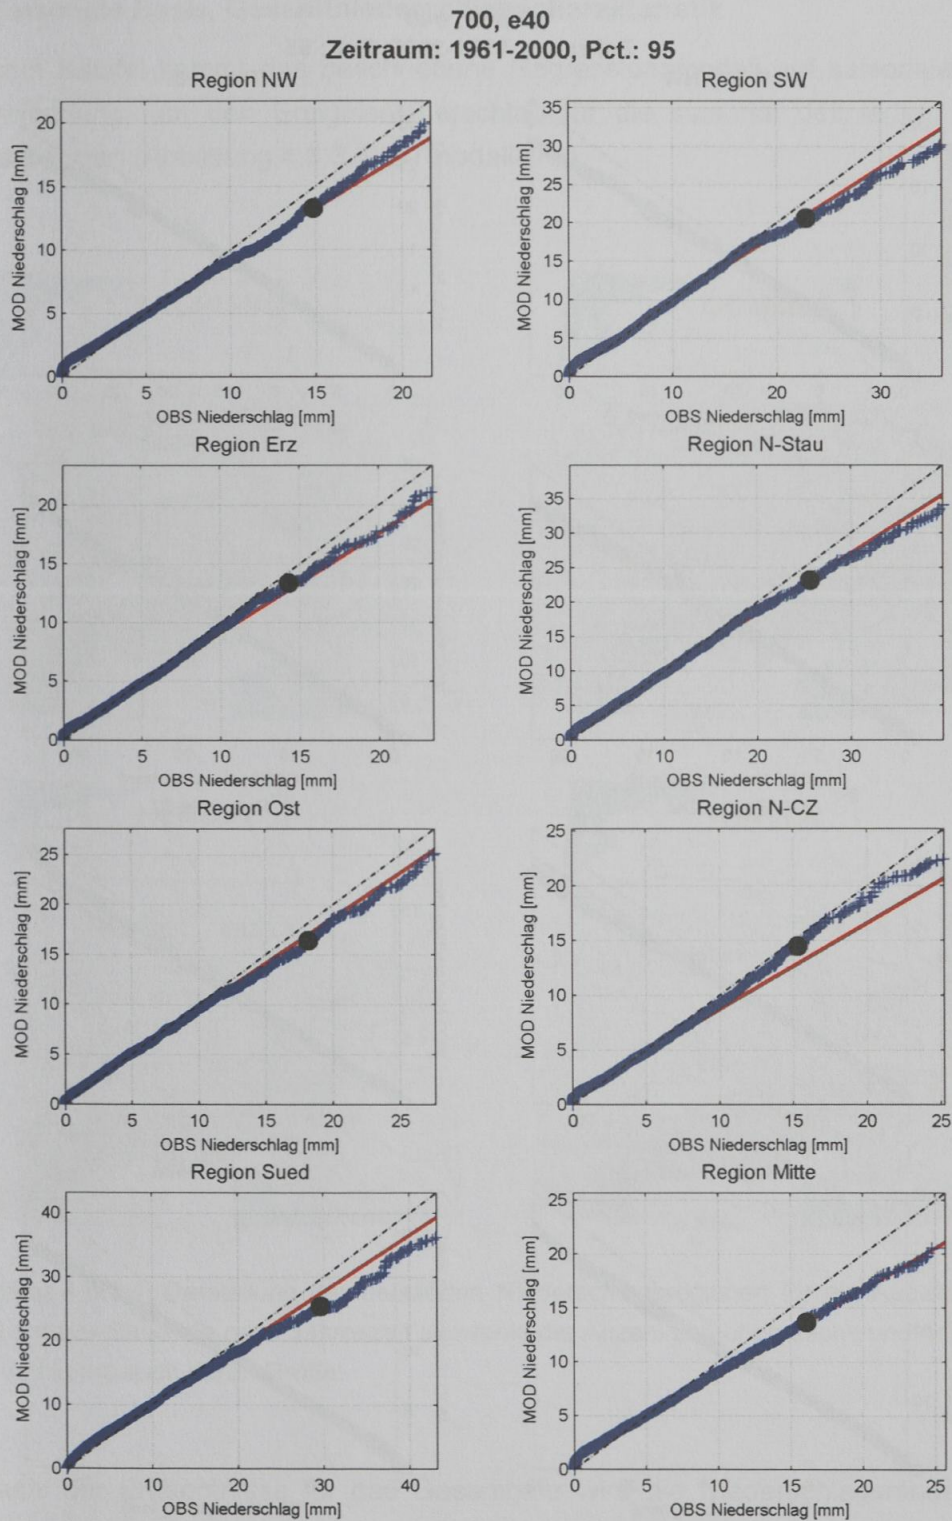 700, e40
Zeitraum: 1961-2000, Pct.: 95
Region NW
MOD Niederschlag [mm]
20
15
10
5
0
0 5 10 15 20
OBS Niederschlag [mm]
Region SW
MOD Niederschlag [mm]
35
30
25
20
15
10
5
0
0 10 20 30
OBS Niederschlag [mm]
Region Erz
MOD Niederschlag [mm]
20
15
10
5
0
0 5 10 15 20
OBS Niederschlag [mm]
Region N-Stau
MOD Niederschlag [mm]
35
30
25
20
15
10
5
0
0 10 20 30
OBS Niederschlag [mm]
Region Ost
MOD Niederschlag [mm]
25
20
15
10
5
0
0 5 10 15 20 25
OBS Niederschlag [mm]
Region N-CZ
MOD Niederschlag [mm]
25
20
15
10
5
0
0 5 10 15 20 25
OBS Niederschlag [mm]
Region Sued
MOD Niederschlag [mm]
40
30
20
10
0
0 10 20 30 40
OBS Niederschlag [mm]
Region Mitte
MOD Niederschlag [mm]
25
20
15
10
5
0
0 5 10 15 20 25
OBS Niederschlag [mm]